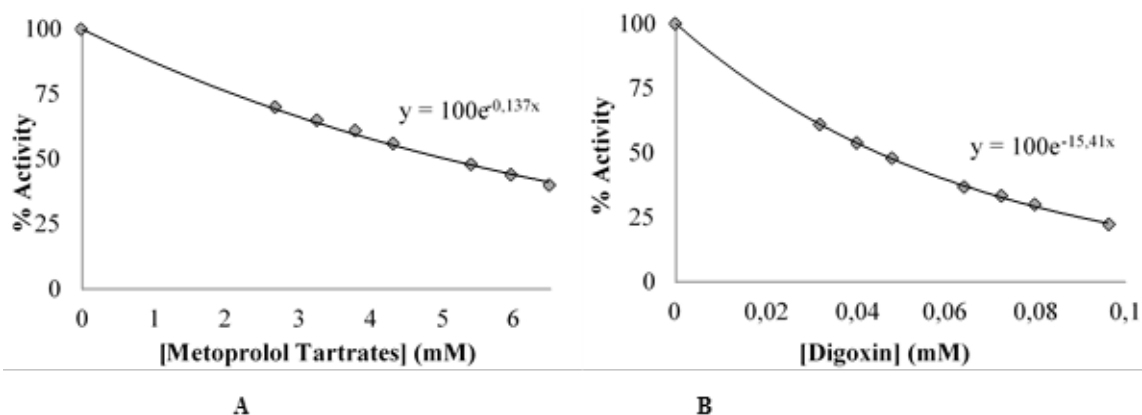 100
75
50
25
0
% Activity
y = 100e-0,137x
0 1 2 3 4 5 6
[Metoprolol Tartrates] (mM)
A
100
75
50
25
0
% Activity
y = 100e-15,41x
0 0,02 0,04 0,06 0,08 0,1
[Digoxin] (mM)
B